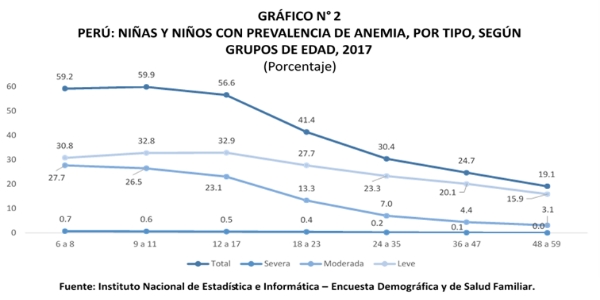 GRÁFICO N° 2
PERÚ: NIÑAS Y NIÑOS CON PREVALENCIA DE ANEMIA, POR TIPO, SEGÚN
GRUPOS DE EDAD, 2017
(Porcentaje)
60
50
40
30
20
10
0
59.2
59.9
56.6
41.4
30.4
24.7
19.1
30.8
32.8
32.9
27.7
23.3
20.1
15.9
27.7
26.5
23.1
13.3
7.0
4.4
3.1
0.7
0.6
0.5
0.4
0.2
0.1
0.0
6 a 8
9 a 11
12 a 17
18 a 23
24 a 35
36 a 47
48 a 59
Total
Severa
Moderada
Leve
Fuente: Instituto Nacional de Estadística e Informática – Encuesta Demográfica y de Salud Familiar.